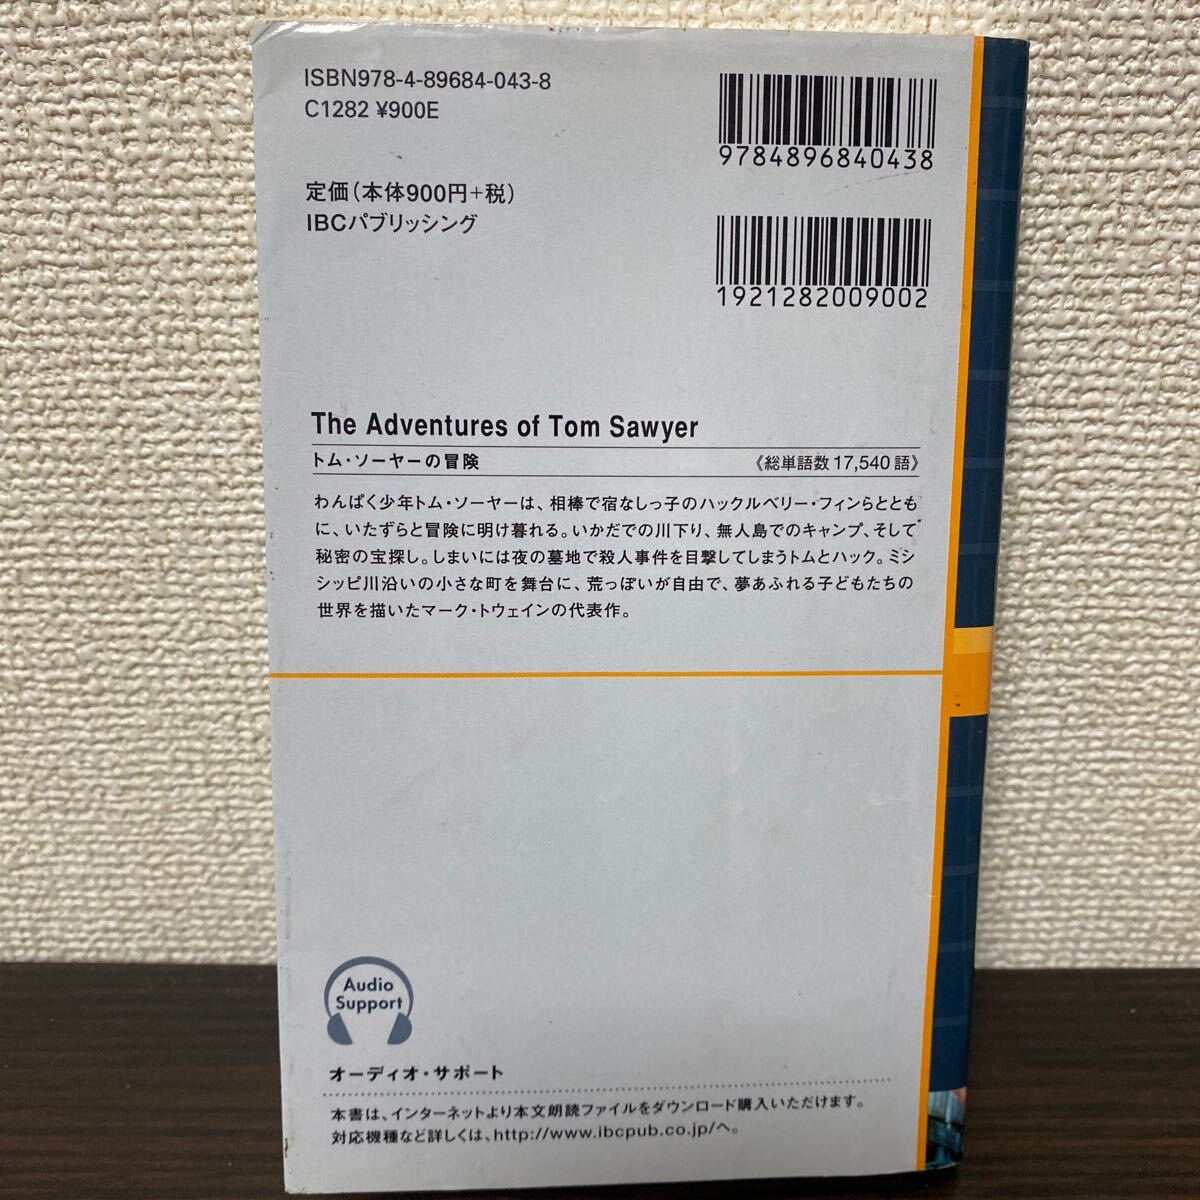 ISBN978-4-89684-043-8
C1282 ¥900E
9784896840438
定価(本体900円+税)
IBCパブリッシング
1921282009002
The Adventures of Tom Sawyer
トム・ソーヤーの冒険 《総単語数17,540語》
わんぱく少年トム・ソーヤーは、相棒で宿なしっ子のハックルベリー・フィンらととも
に、いたずらと冒険に明け暮れる。いかだでの川下り、無人島でのキャンプ、そして
秘密の宝探し。しまいには夜の墓地で殺人事件を目撃してしまうトムとハック。ミシ
シッピ川沿いの小さな町を舞台に、荒っぽいが自由で、夢あふれる子どもたちの
世界を描いたマーク・トウェインの代表作。
Audio
Support
オーディオ・サポート
本書は、インターネットより本文朗読ファイルをダウンロード購入いただけます。
対応機種など詳しくは、http://www.ibcpub.co.jp/へ。